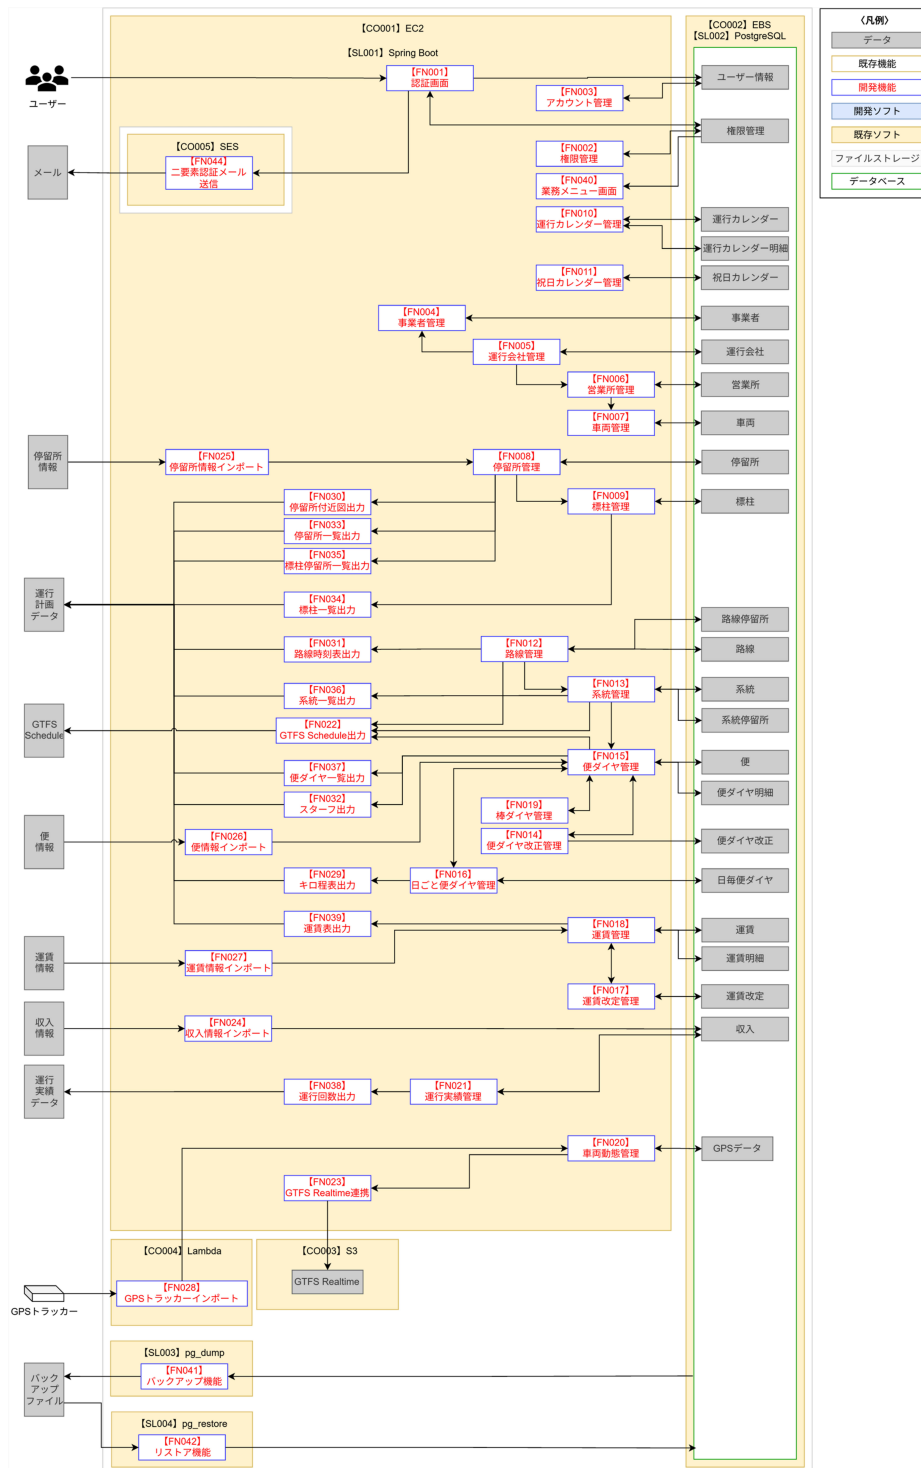 【CO001】EC2
【SL001】Spring Boot
【CO002】EBS
【SL002】PostgreSQL
〈凡例〉
データ
既存機能
開発機能
開発ソフト
既存ソフト
ファイルストレージ
データベース
ユーザー
【FN001】
認証画面
ユーザー情報
【FN003】
アカウント管理
権限管理
【CO005】SES
【FN044】
二要素認証メール
送信
メール
【FN002】
権限管理
【FN040】
業務メニュー画面
【FN010】
運行カレンダー管理
運行カレンダー
運行カレンダー明細
【FN011】
祝日カレンダー管理
祝日カレンダー
【FN004】
事業者管理
事業者
【FN005】
運行会社管理
運行会社
【FN006】
営業所管理
営業所
【FN007】
車両管理
車両
停留所
情報
【FN025】
停留所情報インポート
【FN008】
停留所管理
停留所
【FN030】
停留所付近図出力
【FN009】
標柱管理
標柱
【FN033】
停留所一覧出力
【FN035】
標柱停留所一覧出力
運行
計画
データ
【FN034】
標柱一覧出力
路線停留所
【FN031】
路線時刻表出力
【FN012】
路線管理
路線
【FN036】
系統一覧出力
【FN013】
系統管理
系統
系統停留所
GTFS
Schedule
【FN022】
GTFS Schedule出力
【FN037】
便ダイヤ一覧出力
【FN015】
便ダイヤ管理
便
便ダイヤ明細
【FN032】
スターフ出力
【FN019】
棒ダイヤ管理
便
情報
【FN026】
便情報インポート
【FN014】
便ダイヤ改正管理
便ダイヤ改正
【FN029】
キロ程表出力
【FN016】
日ごと便ダイヤ管理
日毎便ダイヤ
【FN039】
運賃表出力
【FN018】
運賃管理
運賃
運賃明細
運賃
情報
【FN027】
運賃情報インポート
【FN017】
運賃改定管理
運賃改定
収入
情報
【FN024】
収入情報インポート
収入
運行
実績
データ
【FN038】
運行回数出力
【FN021】
運行実績管理
【FN020】
車両動態管理
GPSデータ
【FN023】
GTFS Realtime連携
【CO004】Lambda
【CO003】S3
GTFS Realtime
【FN028】
GPSトラッカーインポート
GPSトラッカー
【SL003】pg_dump
【FN041】
バックアップ機能
バック
アップ
ファイル
【SL004】pg_restore
【FN042】
リストア機能